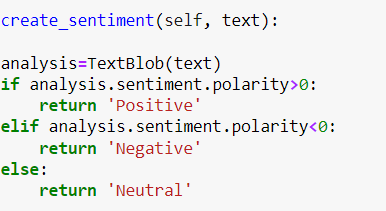 create_sentiment(self, text):
analysis=TextBlob(text)
if analysis.sentiment.polarity>0:
    return 'Positive'
elif analysis.sentiment.polarity<0:
    return 'Negative'
else:
    return 'Neutral'